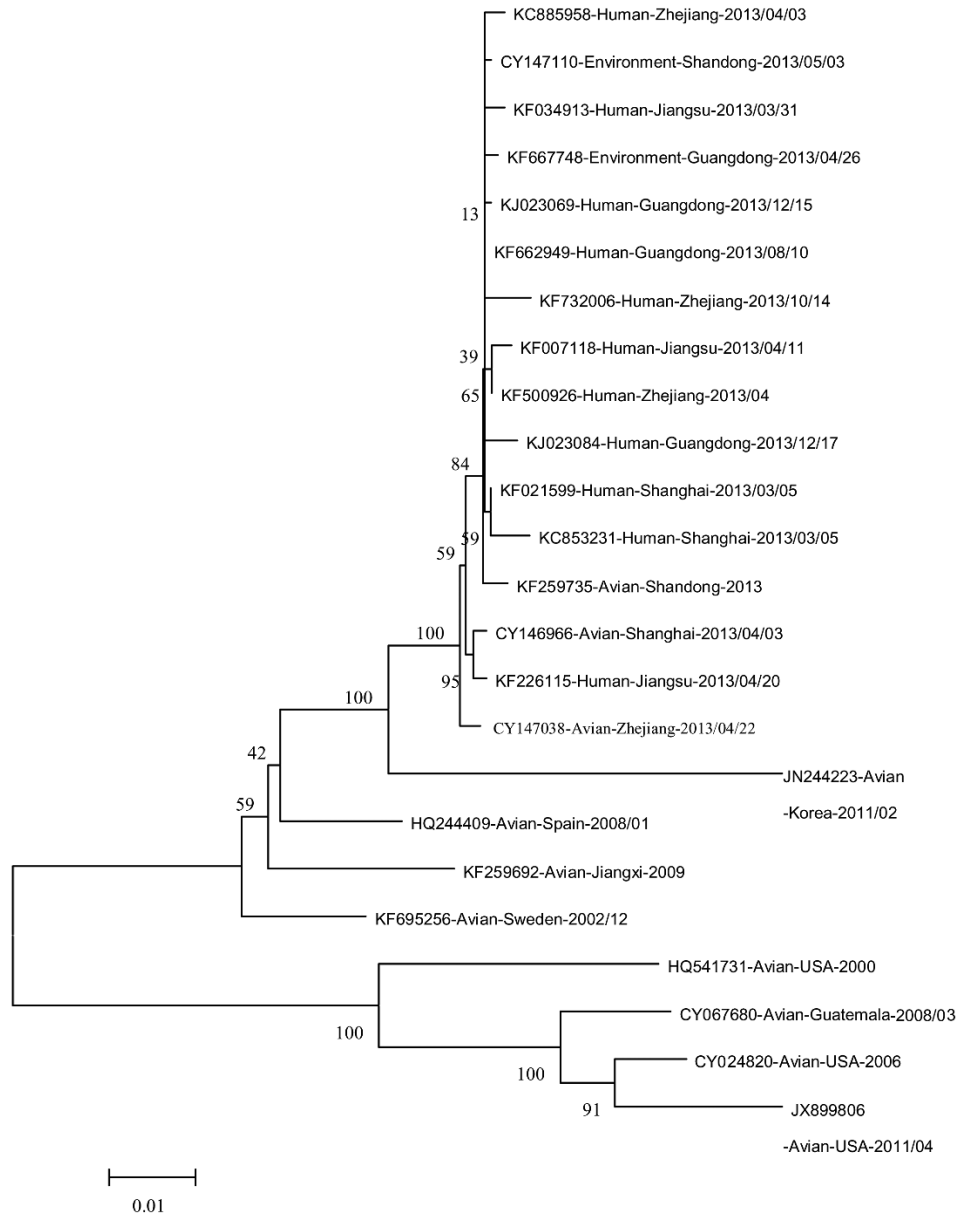 KC885958-Human-Zhejiang-2013/04/03
CY147110-Environment-Shandong-2013/05/03
KF034913-Human-Jiangsu-2013/03/31
KF667748-Environment-Guangdong-2013/04/26
KJ023069-Human-Guangdong-2013/12/15
13
KF662949-Human-Guangdong-2013/08/10
KF732006-Human-Zhejiang-2013/10/14
KF007118-Human-Jiangsu-2013/04/11
39
65
KF500926-Human-Zhejiang-2013/04
KJ023084-Human-Guangdong-2013/12/17
84
KF021599-Human-Shanghai-2013/03/05
59
KC853231-Human-Shanghai-2013/03/05
59
KF259735-Avian-Shandong-2013
100
CY146966-Avian-Shanghai-2013/04/03
95
KF226115-Human-Jiangsu-2013/04/20
100
CY147038-Avian-Zhejiang-2013/04/22
42
JN244223-Avian
-Korea-2011/02
59
HQ244409-Avian-Spain-2008/01
KF259692-Avian-Jiangxi-2009
KF695256-Avian-Sweden-2002/12
HQ541731-Avian-USA-2000
CY067680-Avian-Guatemala-2008/03
100
CY024820-Avian-USA-2006
100
91
JX899806
-Avian-USA-2011/04
0.01